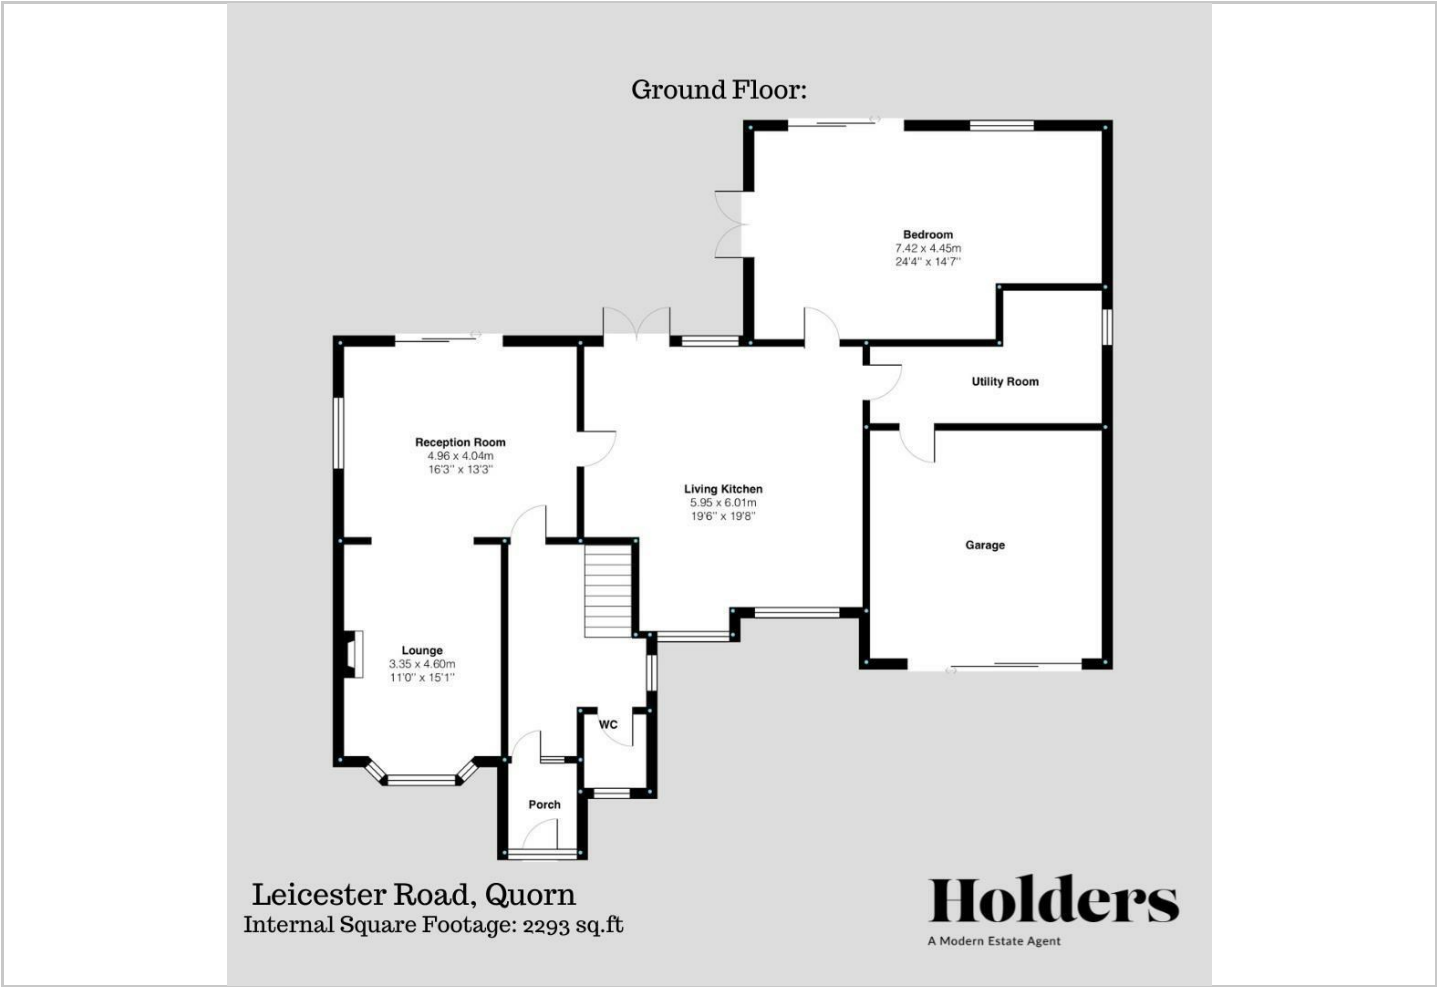 Ground Floor:
Bedroom
7.42 x 4.45m
24'4'' x 14'7''
Utility Room
Reception Room
4.96 x 4.04m
16'3'' x 13'3''
Living Kitchen
5.95 x 6.01m
19'6'' x 19'8''
Garage
Lounge
3.35 x 4.60m
11'0'' x 15'1''
WC
Porch
Leicester Road, Quorn
Internal Square Footage: 2293 sq.ft
Holders
A Modern Estate Agent